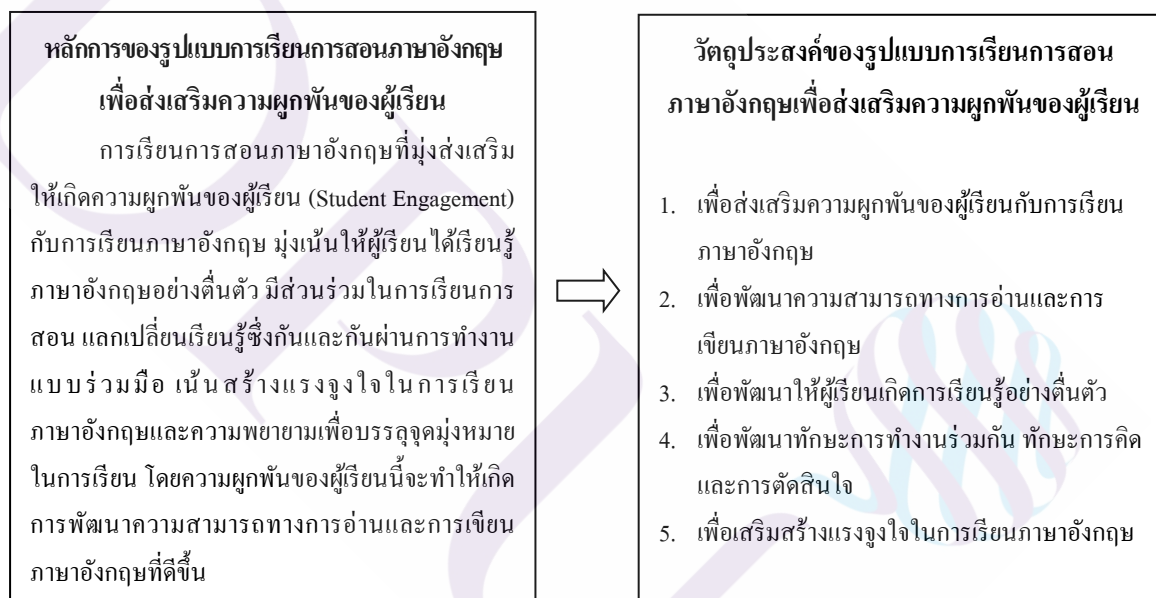 หลักการของรูปแบบการเรียนการสอนภาษาอังกฤษ
เพื่อส่งเสริมความผูกพันของผู้เรียน
การเรียนการสอนภาษาอังกฤษที่มุ่งส่งเสริม
ให้เกิดความผูกพันของผู้เรียน (Student Engagement)
กับการเรียนภาษาอังกฤษ มุ่งเน้นให้ผู้เรียนได้เรียนรู้
ภาษาอังกฤษอย่างตื่นตัว มีส่วนร่วมในการเรียนการ
สอน แลกเปลี่ยนเรียนรู้ซึ่งกันและกันผ่านการทำงาน
แบบร่วมมือ เน้นสร้างแรงจูงใจในการเรียน
ภาษาอังกฤษและความพยายามเพื่อบรรลุจุดมุ่งหมาย
ในการเรียน โดยความผูกพันของผู้เรียนนี้จะทำให้เกิด
การพัฒนาความสามารถทางการอ่านและการเขียน
ภาษาอังกฤษที่ดีขึ้น
วัตถุประสงค์ของรูปแบบการเรียนการสอน
ภาษาอังกฤษเพื่อส่งเสริมความผูกพันของผู้เรียน
1. เพื่อส่งเสริมความผูกพันของผู้เรียนกับการเรียน
ภาษาอังกฤษ
2. เพื่อพัฒนาความสามารถทางการอ่านและการ
เขียนภาษาอังกฤษ
3. เพื่อพัฒนาให้ผู้เรียนเกิดการเรียนรู้อย่างตื่นตัว
4. เพื่อพัฒนาทักษะการทำงานร่วมกัน ทักษะการคิด
และการตัดสินใจ
5. เพื่อเสริมสร้างแรงจูงใจในการเรียนภาษาอังกฤษ